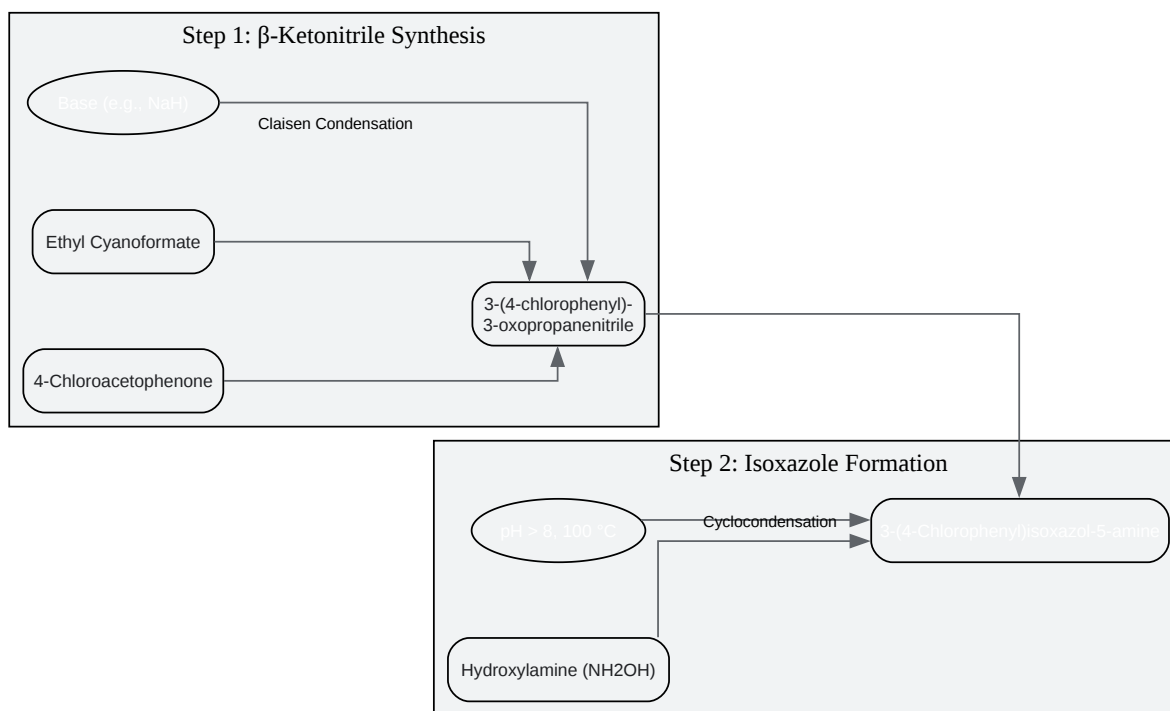 Step 1: β-Ketonitrile Synthesis
Base (e.g., NaH)
Claisen Condensation
Ethyl Cyanoformate
3-(4-chlorophenyl)-
3-oxopropanenitrile
4-Chloroacetophenone
Step 2: Isoxazole Formation
pH > 8, 100 °C
Cyclocondensation
3-(4-Chlorophenyl)isoxazol-5-amine
Hydroxylamine (NH2OH)